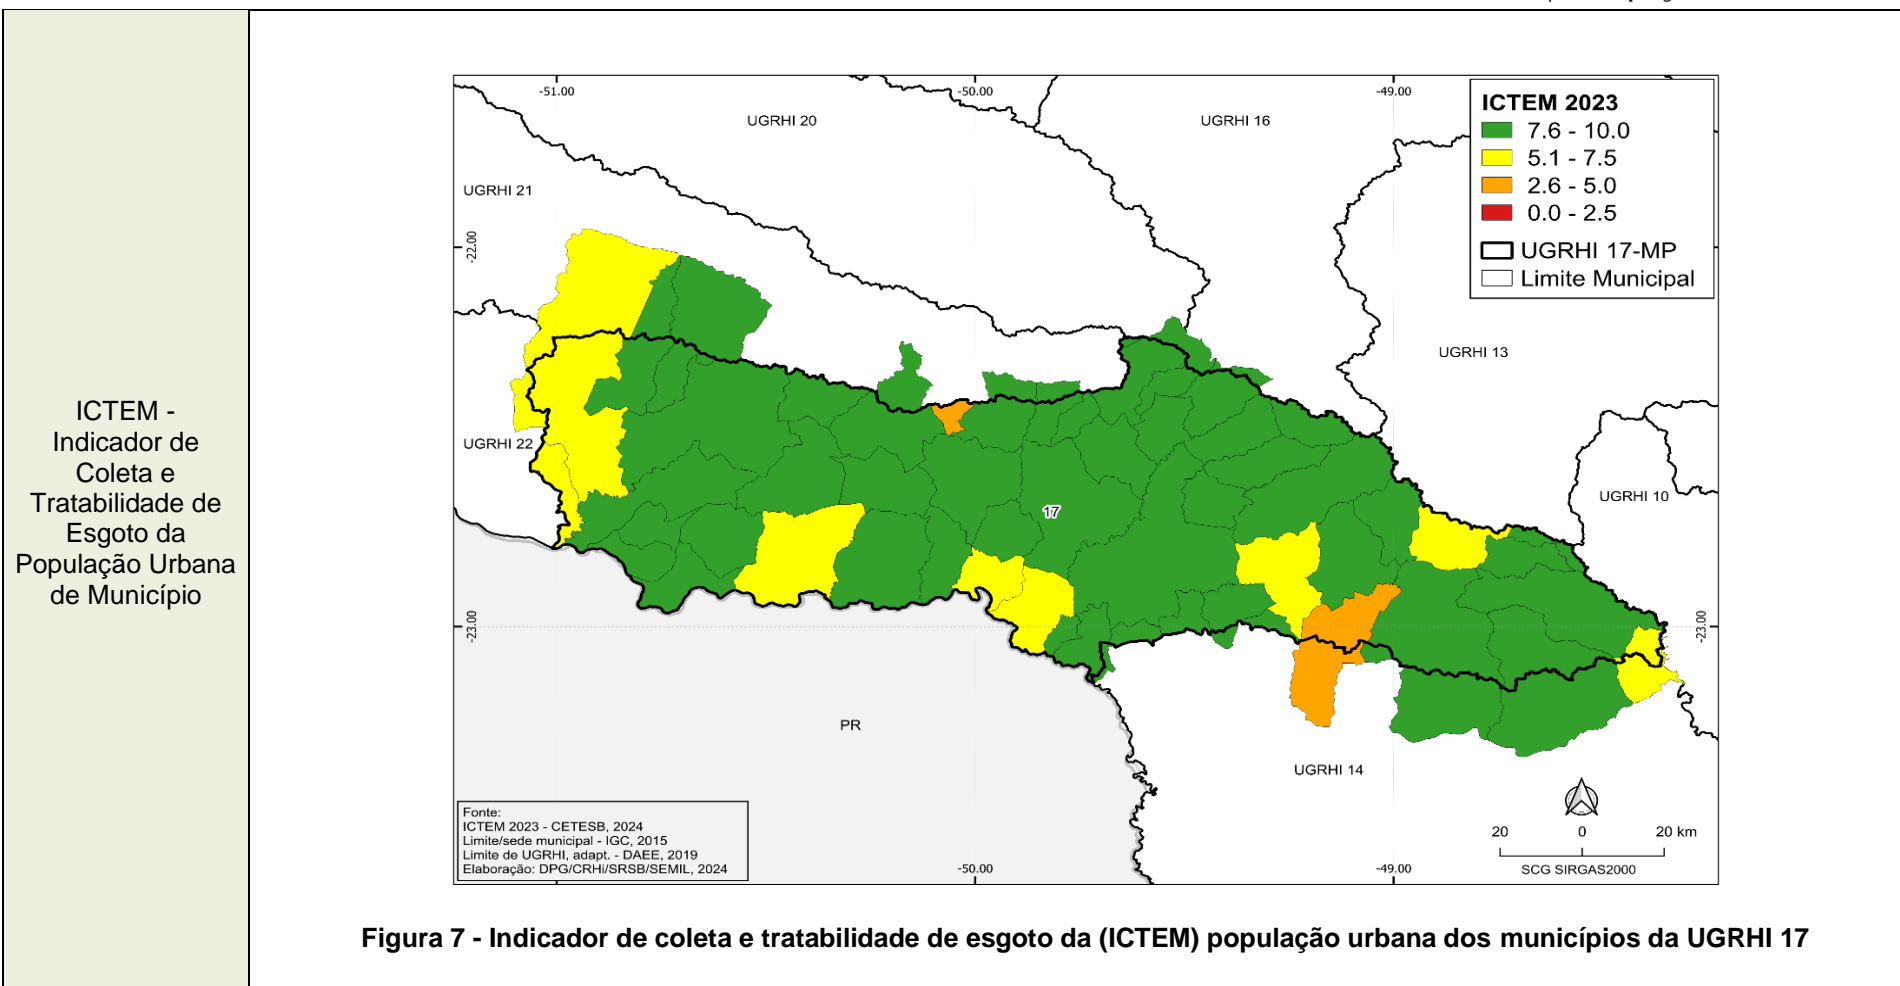 ICTEM -
Indicador de
Coleta e
Tratabilidade de
Esgoto da
População Urbana
de Município
-51.00
-50.00
-49.00
UGRHI 20
UGRHI 16
UGRHI 21
-22.00
UGRHI 13
UGRHI 22
UGRHI 10
17
-23.00
-23.00
PR
UGRHI 14
ICTEM 2023
7.6 - 10.0
5.1 - 7.5
2.6 - 5.0
0.0 - 2.5
UGRHI 17-MP
Limite Municipal
Fonte:
ICTEM 2023 - CETESB, 2024
Limite/sede municipal - IGC, 2015
Limite de UGRHI, adapt. - DAEE, 2019
Elaboração: DPG/CRHi/SRSB/SEMIL, 2024
20 0 20 km
SCG SIRGAS2000
-50.00
-49.00
Figura 7 - Indicador de coleta e tratabilidade de esgoto da (ICTEM) população urbana dos municípios da UGRHI 17